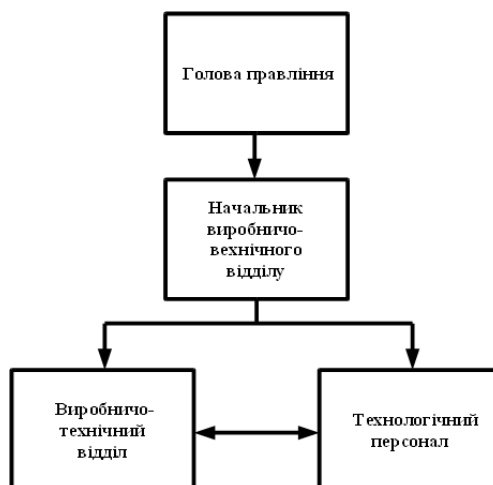 Голова правління
Начальник
виробничо-
вехнічного
відділу
Виробничо-
технічний
відділ
Технологічний
персонал